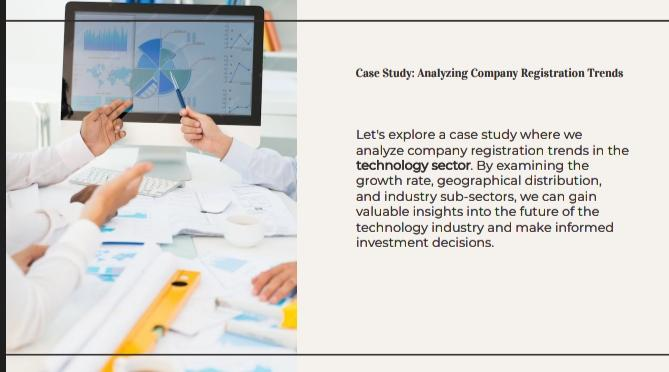 Case Study: Analyzing Company Registration Trends
Let's explore a case study where we
analyze company registration trends in the
technology sector. By examining the
growth rate, geographical distribution,
and industry sub-sectors, we can gain
valuable insights into the future of the
technology industry and make informed
investment decisions.